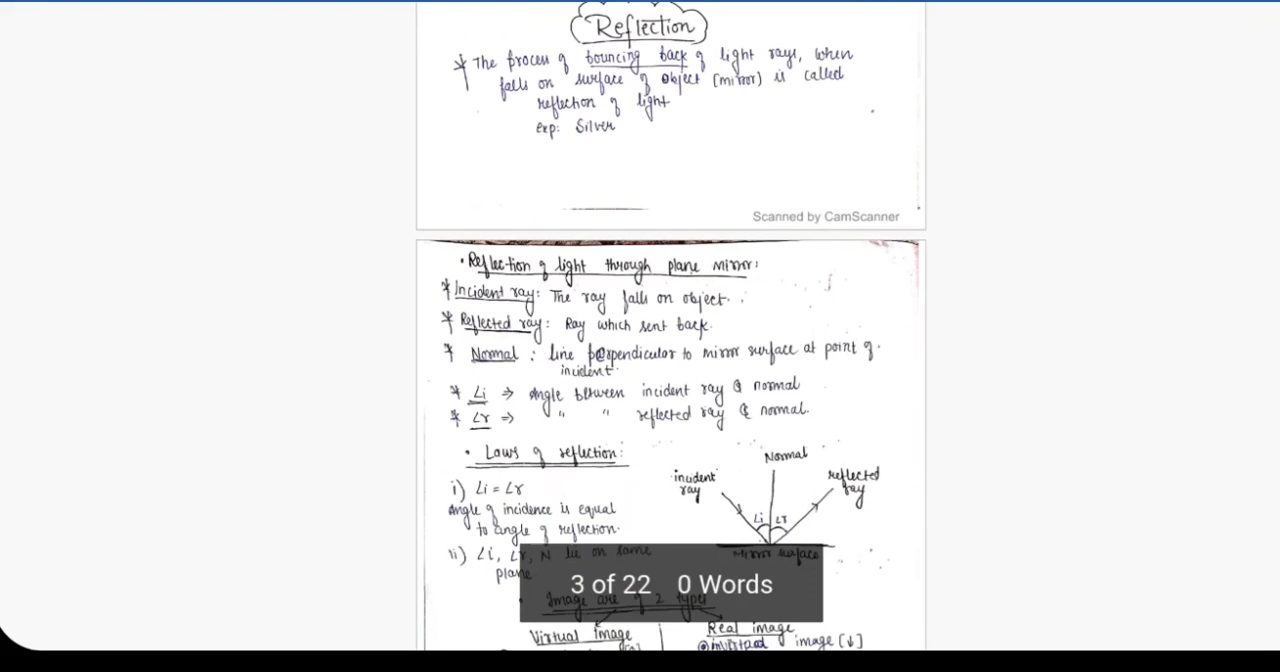 Reflection
* The process of bouncing back of light rays, when
falls on surface of object (mirror) is called
reflection of light
Exp: Silver
Scanned by CamScanner
• Reflection of light through plane mirror:
* Incident ray: The ray falls on object.
* Reflected ray: Ray which sent back.
* Normal : line perpendicular to mirror surface at point of
incident.
* ∠i ⇒ Angle between incident ray & normal
* ∠r ⇒ " " reflected ray & normal.
• Laws of reflection:
i) ∠i = ∠r
Angle of incidence is equal
to angle of reflection.
ii) ∠i, ∠r, N lie on same
plane
Normal
incident
ray
reflected
ray
∠i ∠r
Mirror surface
3 of 22 0 Words
• Image are of 2 types
Virtual image
Real image
@ image [↓]